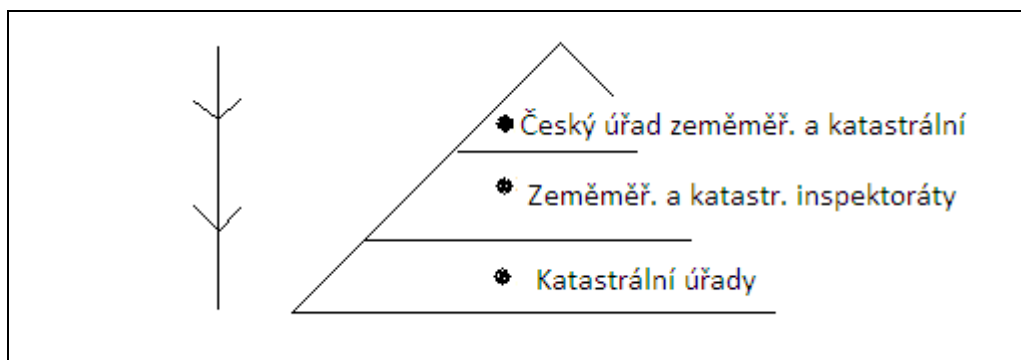 Český úřad zeměměř. a katastrální
Zeměměř. a katastr. inspektoráty
Katastrální úřady